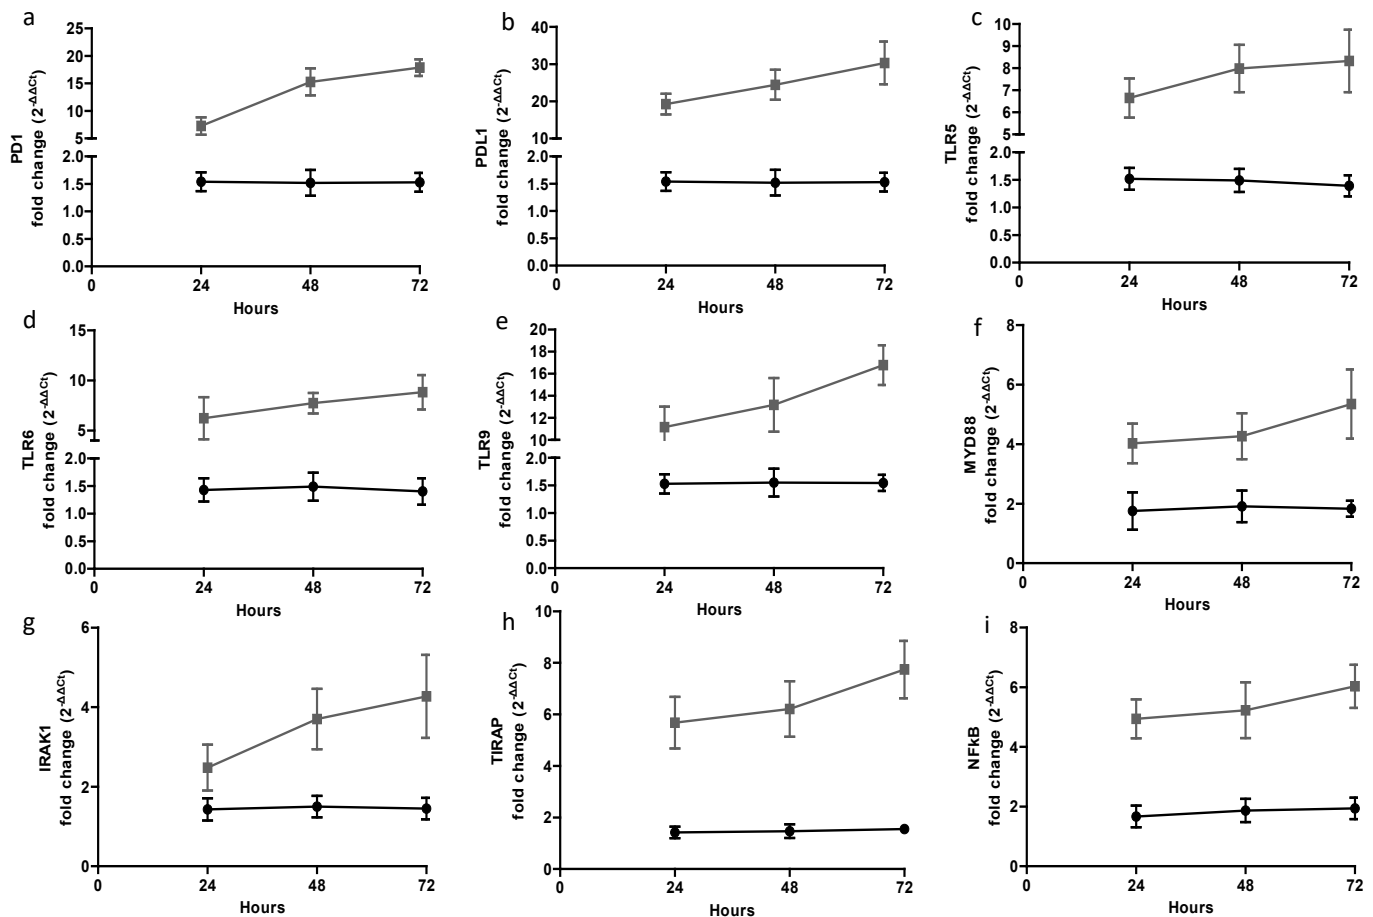 a
PD1
fold change (2-ΔΔCt)
25
20
15
10
5
2.0
1.5
1.0
0.5
0.0
0 24 48 72
Hours
b
PDL1
fold change (2-ΔΔCt)
40
30
20
10
2.0
1.5
1.0
0.5
0.0
0 24 48 72
Hours
c
TLR5
fold change (2-ΔΔCt)
10
9
8
7
6
5
2.0
1.5
1.0
0.5
0.0
0 24 48 72
Hours
d
TLR6
fold change (2-ΔΔCt)
15
10
5
2.0
1.5
1.0
0.5
0.0
0 24 48 72
Hours
e
TLR9
fold change (2-ΔΔCt)
20
18
16
14
12
10
2.0
1.5
1.0
0.5
0.0
0 24 48 72
Hours
f
MYD88
fold change (2-ΔΔCt)
8
6
4
2
0
0 24 48 72
Hours
g
IRAK1
fold change (2-ΔΔCt)
6
4
2
0
0 24 48 72
Hours
h
TIRAP
fold change (2-ΔΔCt)
10
8
6
4
2
0
0 24 48 72
Hours
i
NFkB
fold change (2-ΔΔCt)
8
6
4
2
0
0 24 48 72
Hours